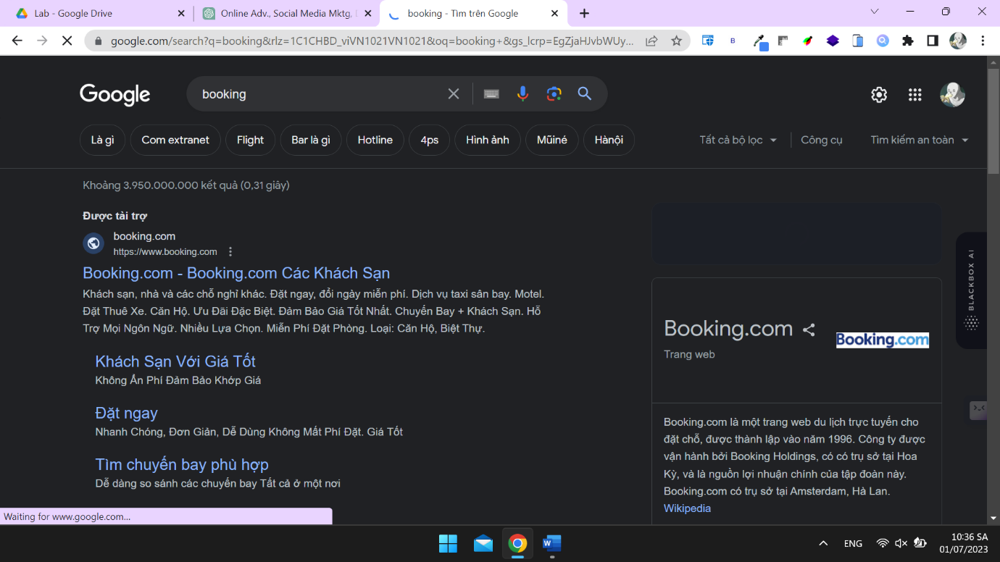 Lab - Google Drive
Online Adv., Social Media Mktg,
booking - Tìm trên Google
google.com/search?q=booking&rlz=1C1CHBD_viVN1021VN1021&oq=booking+&gs_lcrp=EgZjaHJvbWUy...
B
Google
booking
Là gì
Com extranet
Flight
Bar là gì
Hotline
4ps
Hình ảnh
Mũiné
Hànội
Tất cả bộ lọc
Công cụ
Tìm kiếm an toàn
Khoảng 3.950.000.000 kết quả (0,31 giây)
Được tài trợ
booking.com
https://www.booking.com
Booking.com - Booking.com Các Khách Sạn
Khách sạn, nhà và các chỗ nghỉ khác. Đặt ngay, đổi ngày miễn phí. Dịch vụ taxi sân bay. Motel.
Đặt Thuê Xe. Căn Hộ. Ưu Đãi Đặc Biệt. Đảm Bảo Giá Tốt Nhất. Chuyến Bay + Khách Sạn. Hỗ
Trợ Mọi Ngôn Ngữ. Nhiều Lựa Chọn. Miễn Phí Đặt Phòng. Loại: Căn Hộ, Biệt Thự.
Khách Sạn Với Giá Tốt
Không Ẩn Phí Đảm Bảo Khớp Giá
Đặt ngay
Nhanh Chóng, Đơn Giản, Dễ Dùng Không Mất Phí Đặt. Giá Tốt
Tìm chuyến bay phù hợp
Dễ dàng so sánh các chuyến bay Tất cả ở một nơi
Booking.com
Booking.com
Trang web
Booking.com là một trang web du lịch trực tuyến cho
đặt chỗ, được thành lập vào năm 1996. Công ty được
vận hành bởi Booking Holdings, có có trụ sở tại Hoa
Kỳ, và là nguồn lợi nhuận chính của tập đoàn này.
Booking.com có trụ sở tại Amsterdam, Hà Lan.
Wikipedia
BLACKBOX AI
Waiting for www.google.com...
W
ENG
10:36 SA
01/07/2023